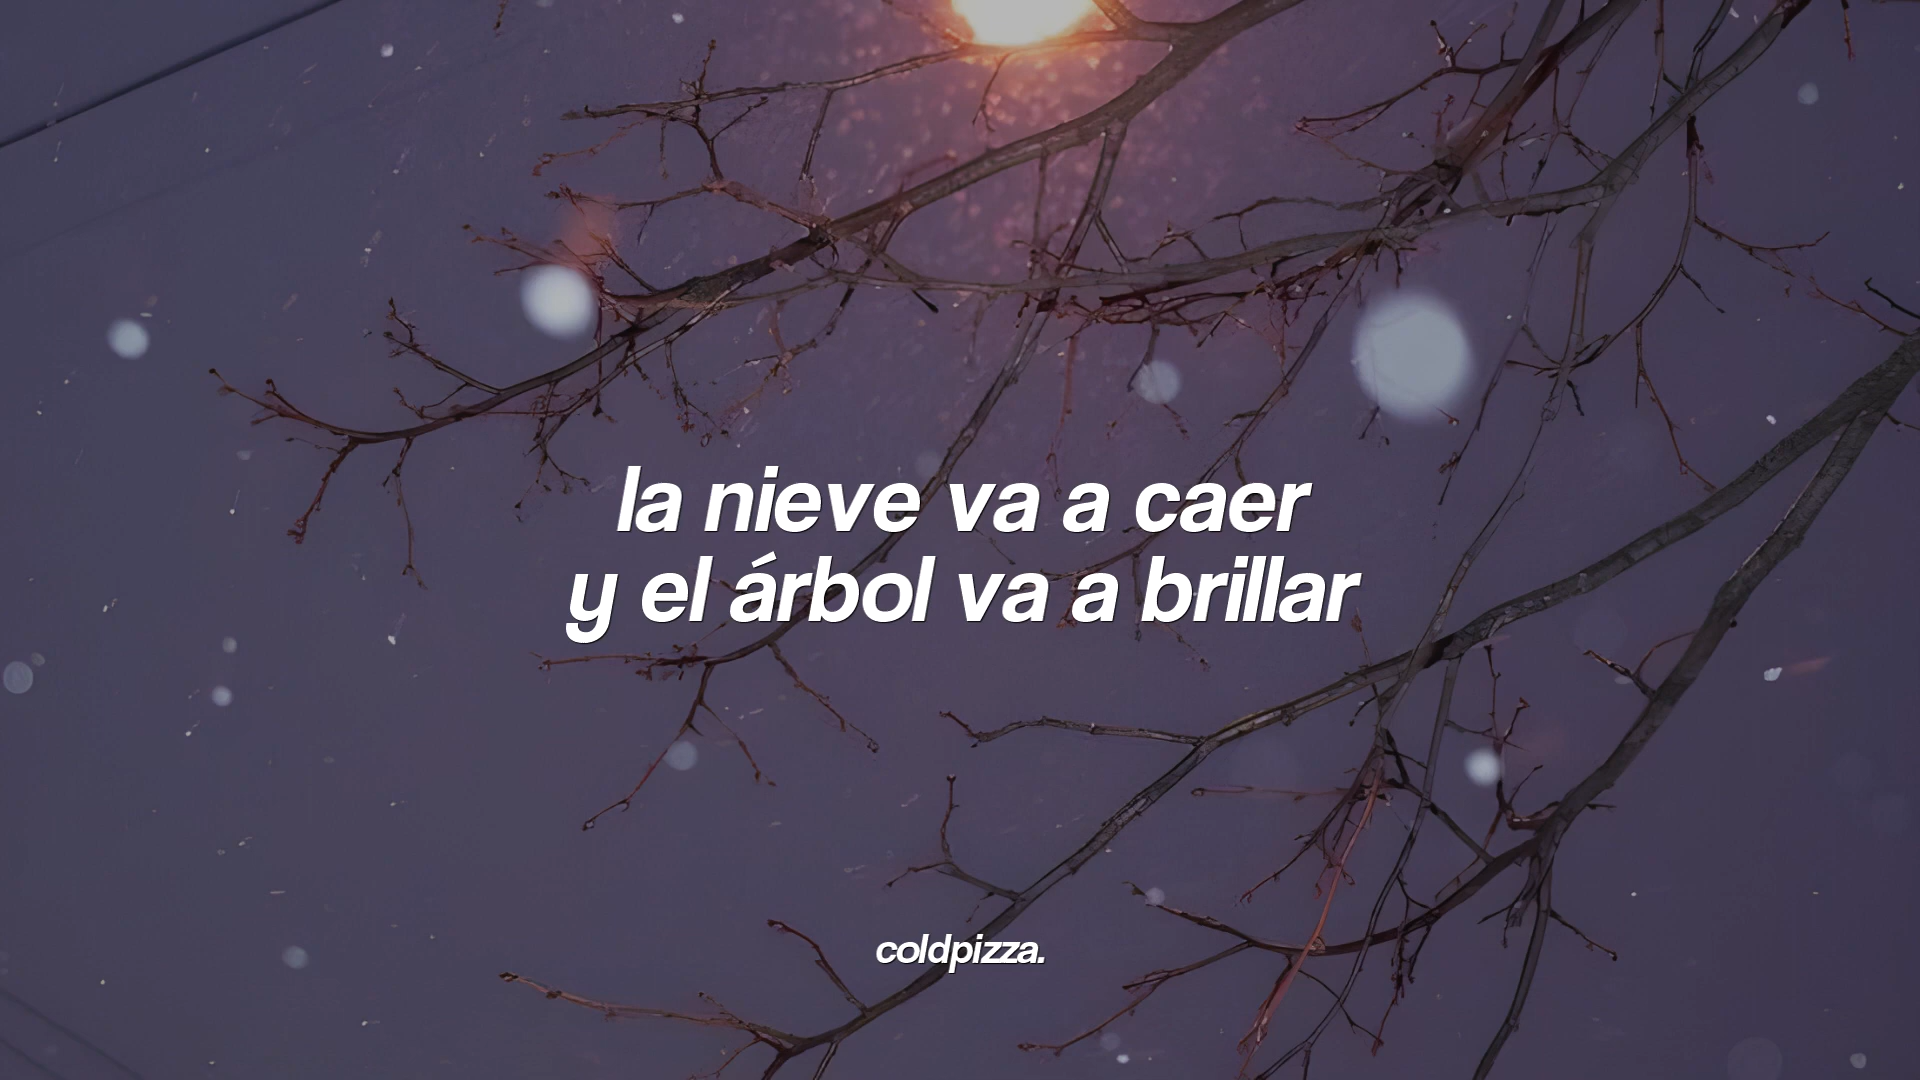 la nieve va a caer
y el árbol va a brillar
coldpizza.